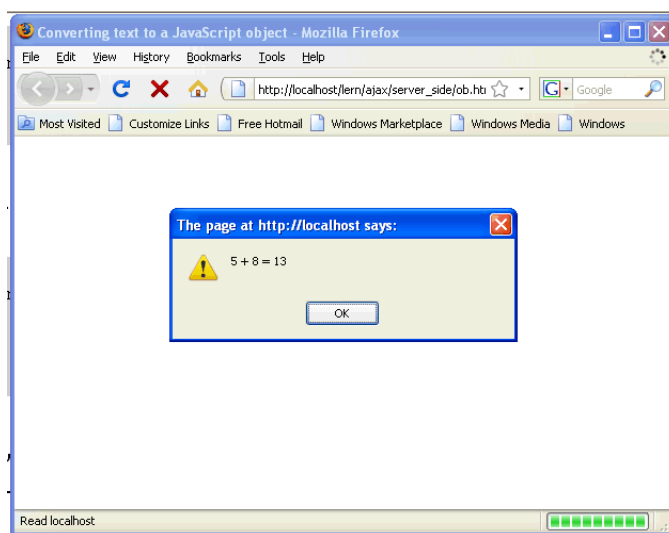 Converting text to a JavaScript object - Mozilla Firefox
File Edit View History Bookmarks Tools Help
http://localhost/lern/ajax/server_side/ob.htm G Google
Most Visited Customize Links Free Hotmail Windows Marketplace Windows Media Windows
The page at http://localhost says:
5 + 8 = 13
OK
Read localhost